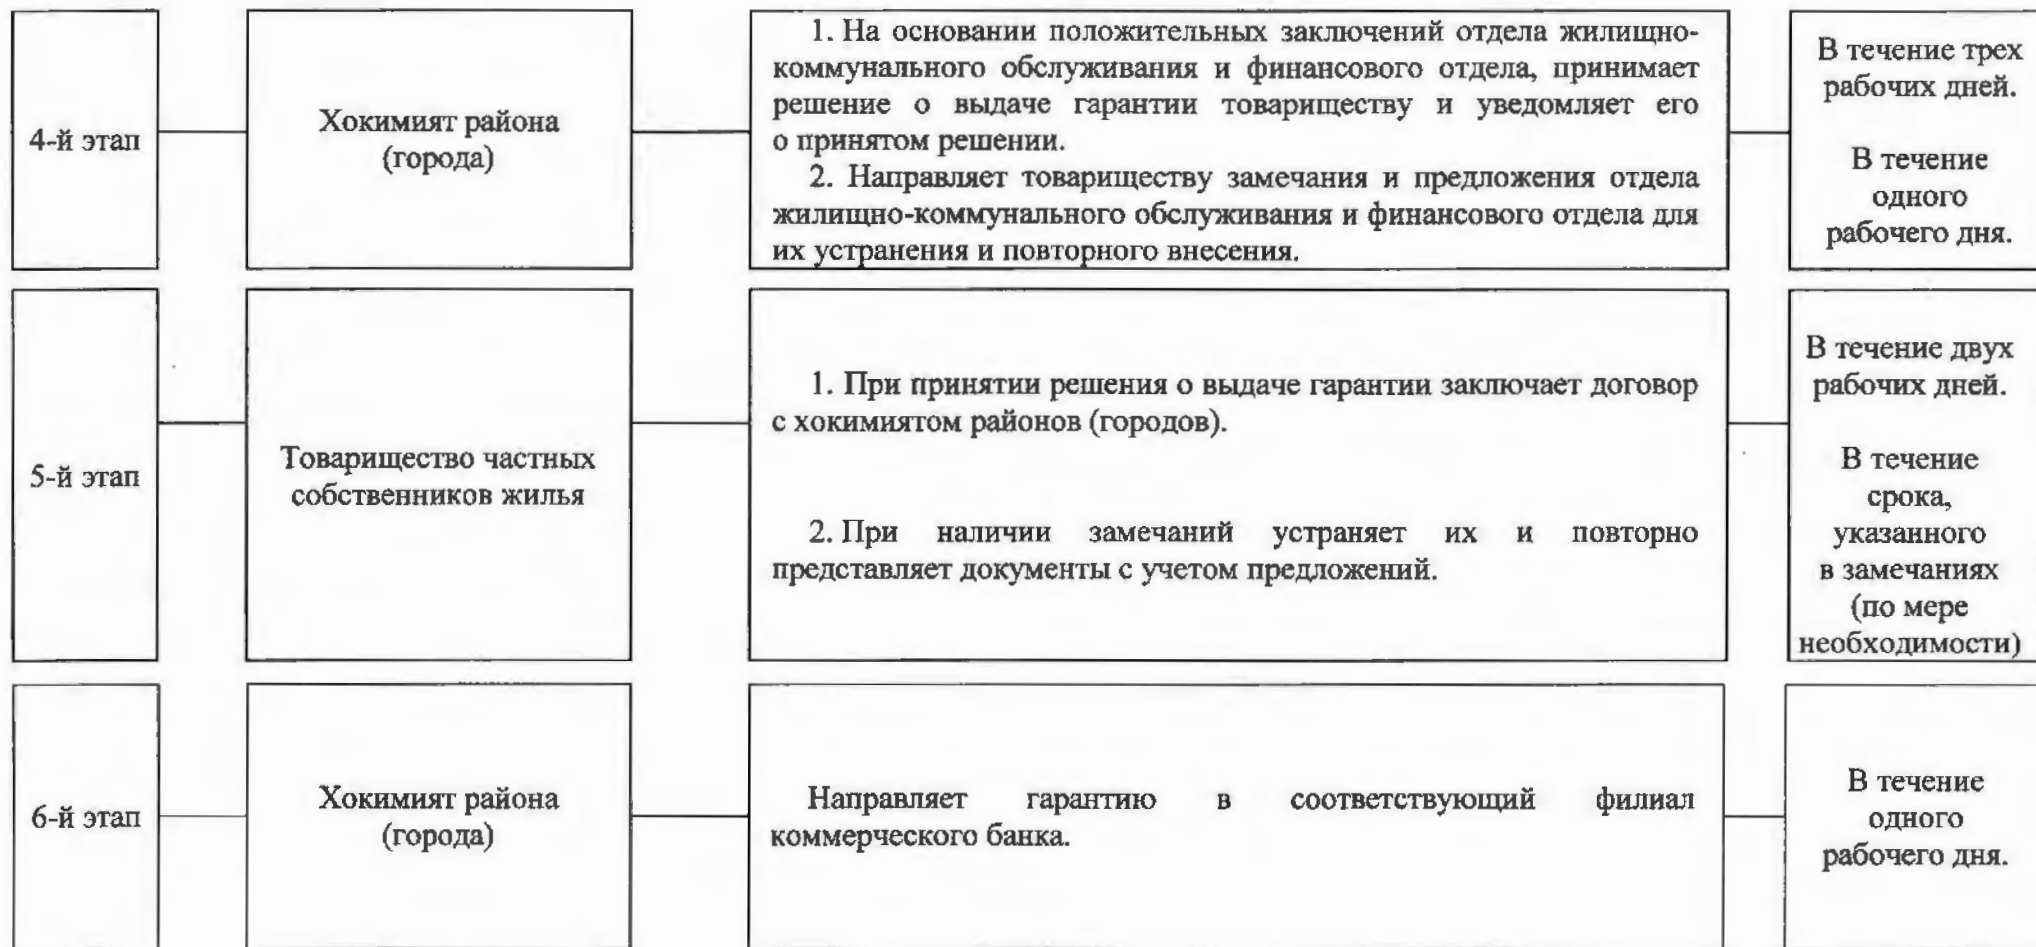 4-й этап
Хокимият района
(города)
1. На основании положительных заключений отдела жилищно-
коммунального обслуживания и финансового отдела, принимает
решение о выдаче гарантии товариществу и уведомляет его
о принятом решении.
2. Направляет товариществу замечания и предложения отдела
жилищно-коммунального обслуживания и финансового отдела для
их устранения и повторного внесения.
В течение трех
рабочих дней.
В течение
одного
рабочего дня.
5-й этап
Товарищество частных
собственников жилья
1. При принятии решения о выдаче гарантии заключает договор
с хокимиятом районов (городов).
2. При наличии замечаний устраняет их и повторно
представляет документы с учетом предложений.
В течение двух
рабочих дней.
В течение
срока,
указанного
в замечаниях
(по мере
необходимости)
6-й этап
Хокимият района
(города)
Направляет гарантию в соответствующий филиал
коммерческого банка.
В течение
одного
рабочего дня.